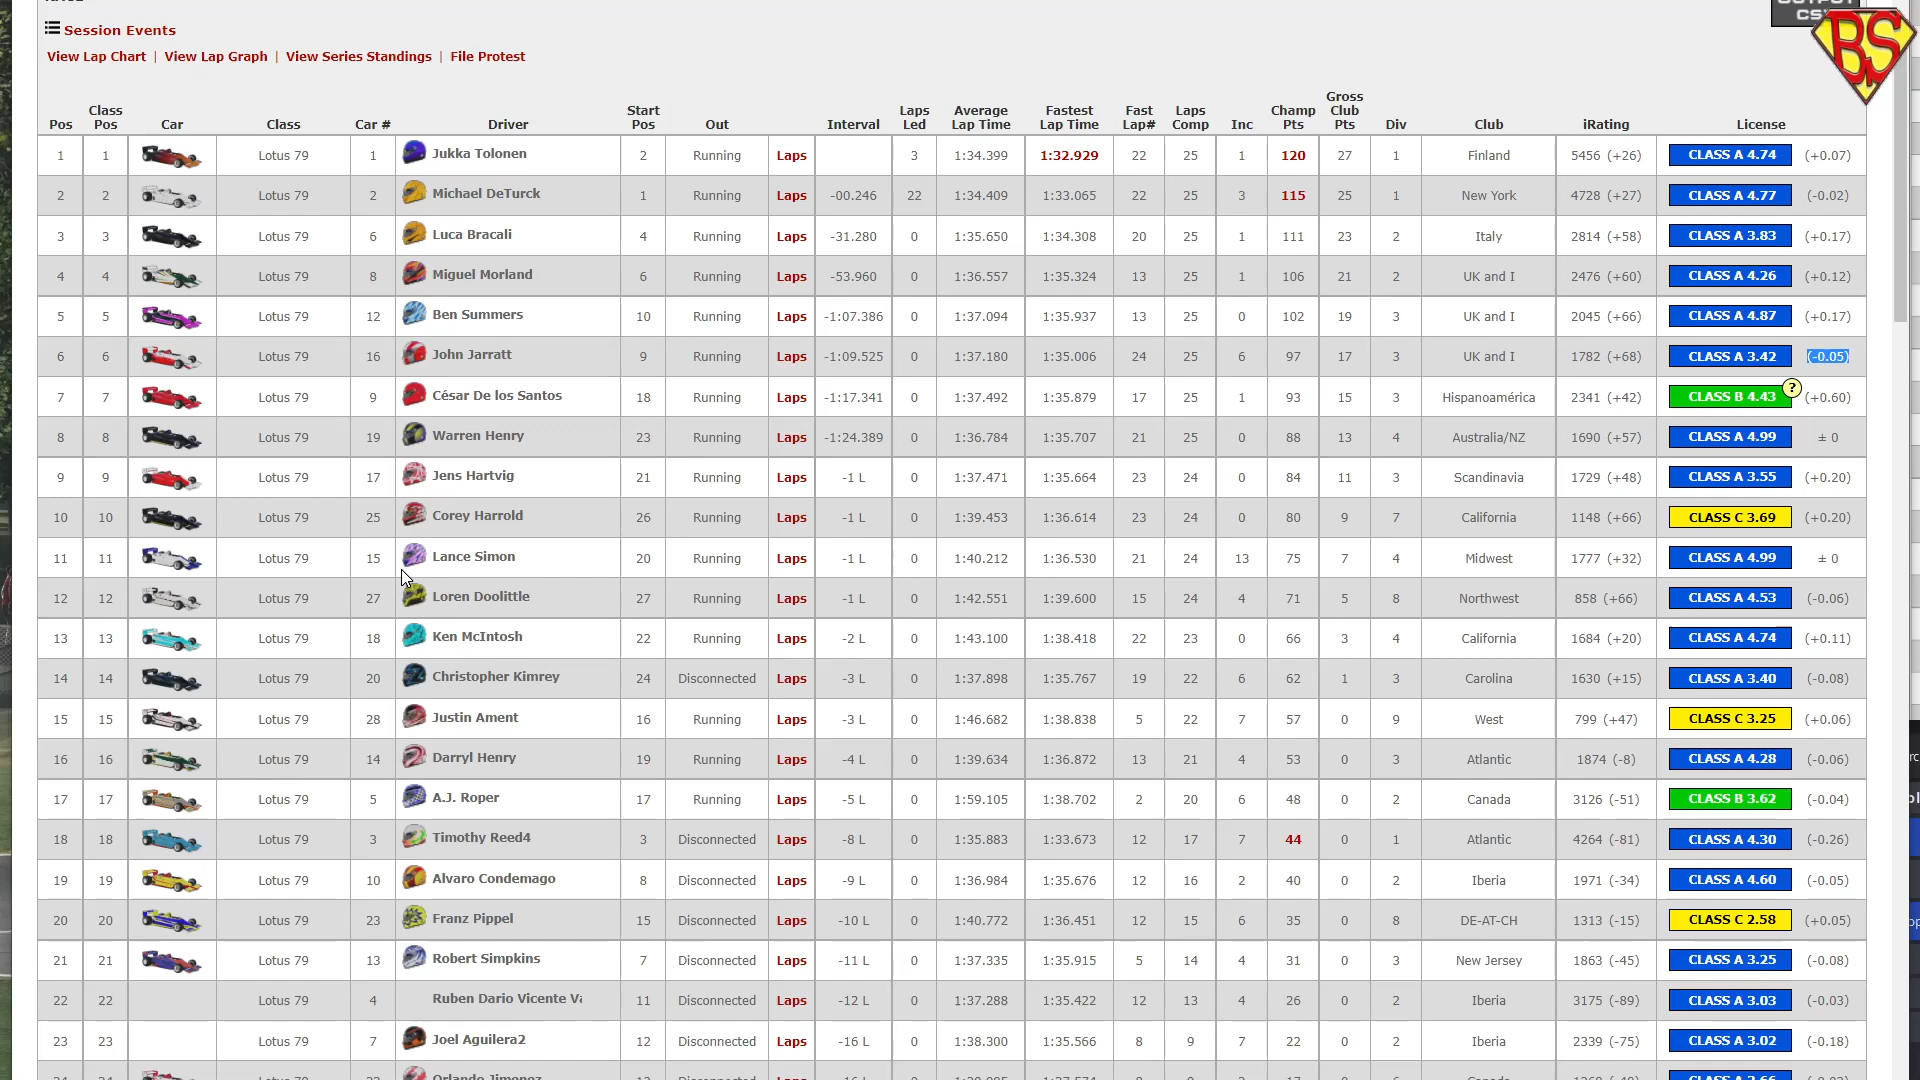 Session Events
View Lap Chart | View Lap Graph | View Series Standings | File Protest
Pos Class Pos Car Class Car # Driver Start Pos Out Interval Laps Led Average Lap Time Fastest Lap Time Fast Lap# Laps Comp Inc Champ Pts Gross Club Pts Div Club iRating License
1 1 Lotus 79 1 Jukka Tolonen 2 Running Laps 3 1:34.399 1:32.929 22 25 1 120 27 1 Finland 5456 (+26) CLASS A 4.74 (+0.07)
2 2 Lotus 79 2 Michael DeTurck 1 Running Laps -00.246 22 1:34.409 1:33.065 22 25 3 115 25 1 New York 4728 (+27) CLASS A 4.77 (-0.02)
3 3 Lotus 79 6 Luca Bracali 4 Running Laps -31.280 0 1:35.650 1:34.308 20 25 1 111 23 2 Italy 2814 (+58) CLASS A 3.83 (+0.17)
4 4 Lotus 79 8 Miguel Morland 6 Running Laps -53.960 0 1:36.557 1:35.324 13 25 1 106 21 2 UK and I 2476 (+60) CLASS A 4.26 (+0.12)
5 5 Lotus 79 12 Ben Summers 10 Running Laps -1:07.386 0 1:37.094 1:35.937 13 25 0 102 19 3 UK and I 2045 (+66) CLASS A 4.87 (+0.17)
6 6 Lotus 79 16 John Jarratt 9 Running Laps -1:09.525 0 1:37.180 1:35.006 24 25 6 97 17 3 UK and I 1782 (+68) CLASS A 3.42 (-0.05)
7 7 Lotus 79 9 César De los Santos 18 Running Laps -1:17.341 0 1:37.492 1:35.879 17 25 1 93 15 3 Hispanoamérica 2341 (+42) CLASS B 4.43 ? (+0.60)
8 8 Lotus 79 19 Warren Henry 23 Running Laps -1:24.389 0 1:36.784 1:35.707 21 25 0 88 13 4 Australia/NZ 1690 (+57) CLASS A 4.99 ± 0
9 9 Lotus 79 17 Jens Hartvig 21 Running Laps -1 L 0 1:37.471 1:35.664 23 24 0 84 11 3 Scandinavia 1729 (+48) CLASS A 3.55 (+0.20)
10 10 Lotus 79 25 Corey Harrold 26 Running Laps -1 L 0 1:39.453 1:36.614 23 24 0 80 9 7 California 1148 (+66) CLASS C 3.69 (+0.20)
11 11 Lotus 79 15 Lance Simon 20 Running Laps -1 L 0 1:40.212 1:36.530 21 24 13 75 7 4 Midwest 1777 (+32) CLASS A 4.99 ± 0
12 12 Lotus 79 27 Loren Doolittle 27 Running Laps -1 L 0 1:42.551 1:39.600 15 24 4 71 5 8 Northwest 858 (+66) CLASS A 4.53 (-0.06)
13 13 Lotus 79 18 Ken McIntosh 22 Running Laps -2 L 0 1:43.100 1:38.418 22 23 0 66 3 4 California 1684 (+20) CLASS A 4.74 (+0.11)
14 14 Lotus 79 20 Christopher Kimrey 24 Disconnected Laps -3 L 0 1:37.898 1:35.767 19 22 6 62 1 3 Carolina 1630 (+15) CLASS A 3.40 (-0.08)
15 15 Lotus 79 28 Justin Ament 16 Running Laps -3 L 0 1:46.682 1:38.838 5 22 7 57 0 9 West 799 (+47) CLASS C 3.25 (+0.06)
16 16 Lotus 79 14 Darryl Henry 19 Running Laps -4 L 0 1:39.634 1:36.872 13 21 4 53 0 3 Atlantic 1874 (-8) CLASS A 4.28 (-0.06)
17 17 Lotus 79 5 A.J. Roper 17 Running Laps -5 L 0 1:59.105 1:38.702 2 20 6 48 0 2 Canada 3126 (-51) CLASS B 3.62 (-0.04)
18 18 Lotus 79 3 Timothy Reed4 3 Disconnected Laps -8 L 0 1:35.883 1:33.673 12 17 7 44 0 1 Atlantic 4264 (-81) CLASS A 4.30 (-0.26)
19 19 Lotus 79 10 Alvaro Condemago 8 Disconnected Laps -9 L 0 1:36.984 1:35.676 12 16 2 40 0 2 Iberia 1971 (-34) CLASS A 4.60 (-0.05)
20 20 Lotus 79 23 Franz Pippel 15 Disconnected Laps -10 L 0 1:40.772 1:36.451 12 15 6 35 0 8 DE-AT-CH 1313 (-15) CLASS C 2.58 (+0.05)
21 21 Lotus 79 13 Robert Simpkins 7 Disconnected Laps -11 L 0 1:37.335 1:35.915 5 14 4 31 0 3 New Jersey 1863 (-45) CLASS A 3.25 (-0.08)
22 22 Lotus 79 4 Ruben Dario Vicente 11 Disconnected Laps -12 L 0 1:37.288 1:35.422 12 13 4 26 0 2 Iberia 3175 (-89) CLASS A 3.03 (-0.03)
23 23 Lotus 79 7 Joel Aguilera2 12 Disconnected Laps -16 L 0 1:38.300 1:35.566 8 9 7 22 0 2 Iberia 2339 (-75) CLASS A 3.02 (-0.18)
BS